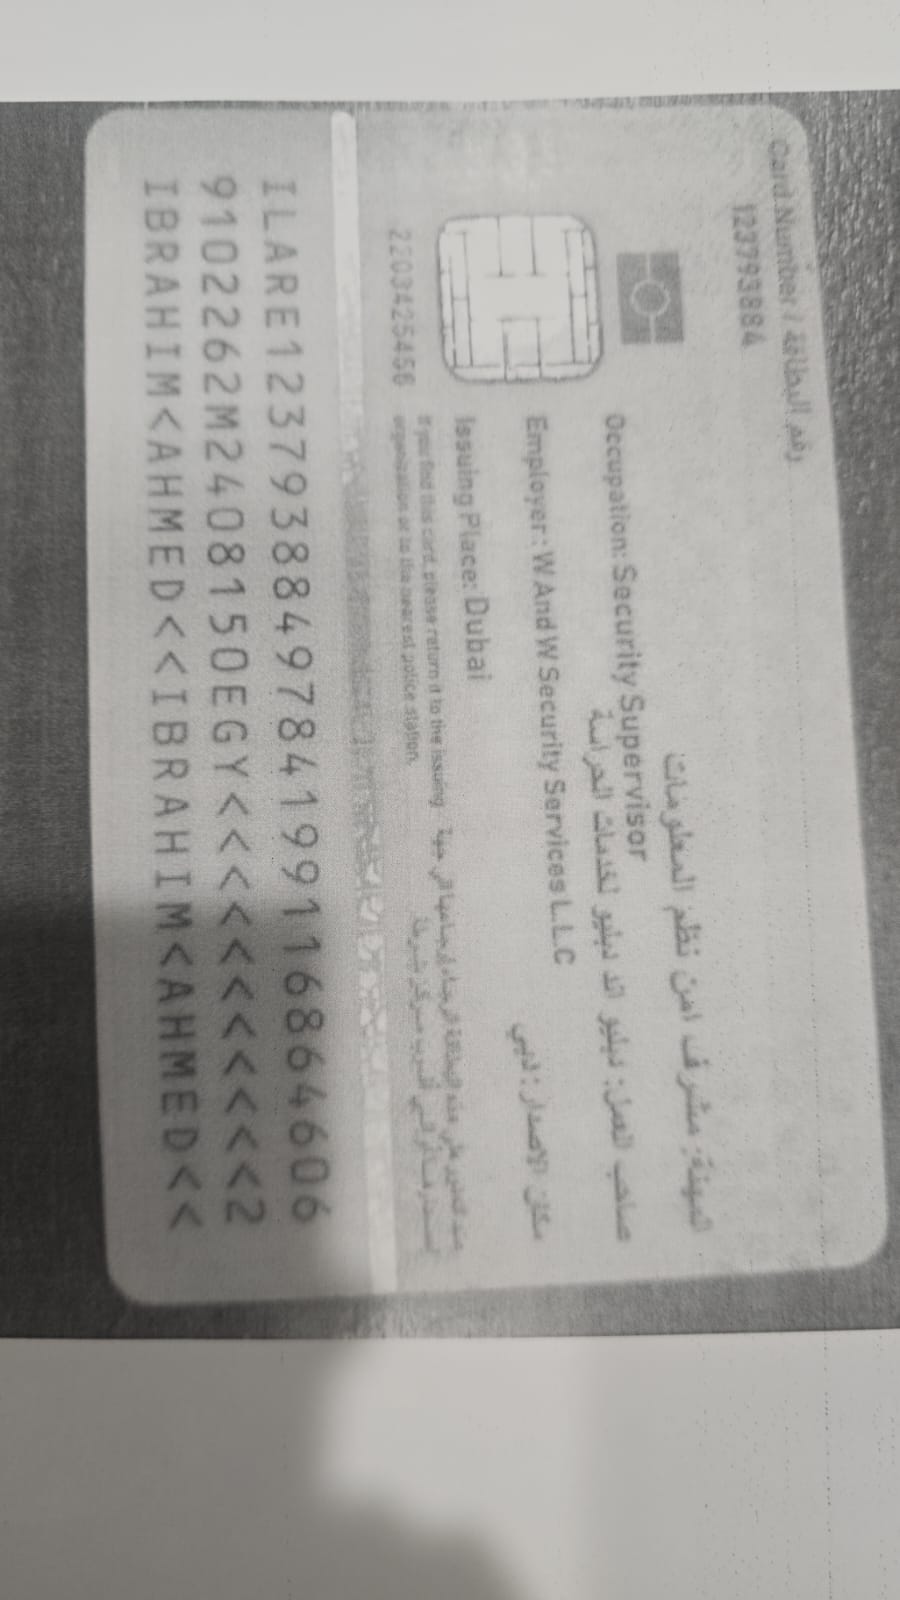 Card Number / رقم البطاقة
123793884
المهنة: مشرف امن نظم المعلومات
Occupation: Security Supervisor
صاحب العمل: دبليو اند دبليو لخدمات الحراسة
Employer: W And W Security Services L.L.C
مكان الإصدار: دبي
Issuing Place: Dubai
If you find this card, please return it to the issuing
organization or to the nearest police station.
2203425456
ILARE1237938849784199116864606
9102262M2408150EGY<<<<<<<<<<<2
IBRAHIM<AHMED<<IBRAHIM<AHMED<<